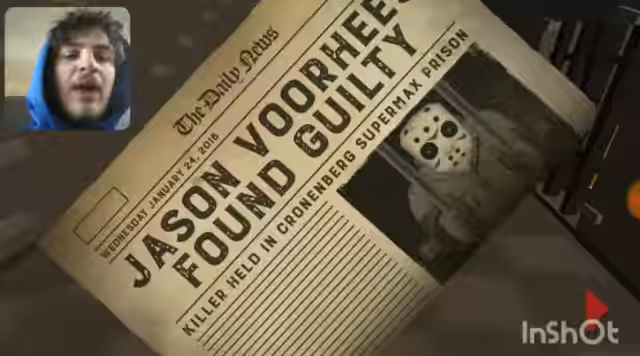 The Daily News
WEDNESDAY JANUARY 24, 2018
JASON VOORHEES
FOUND GUILTY
KILLER HELD IN CRONENBERG SUPERMAX PRISON
InShOt